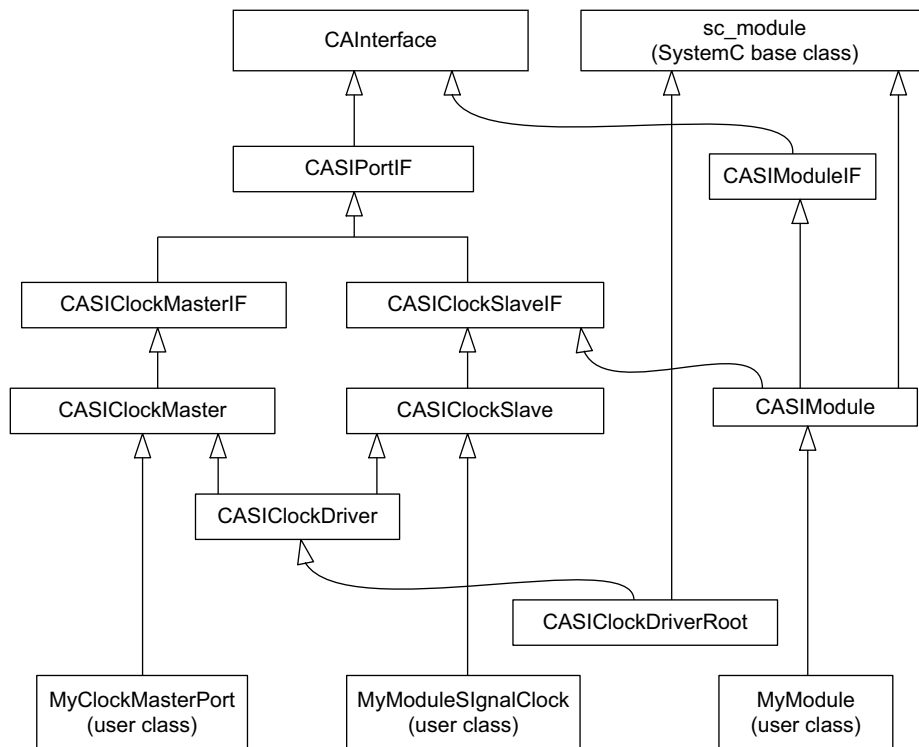 CAInterface
sc_module
(SystemC base class)
CASIPortIF
CASIModuleIF
CASIClockMasterIF
CASIClockSlaveIF
CASIClockMaster
CASIClockSlave
CASIModule
CASIClockDriver
CASIClockDriverRoot
MyClockMasterPort
(user class)
MyModuleSIgnalClock
(user class)
MyModule
(user class)